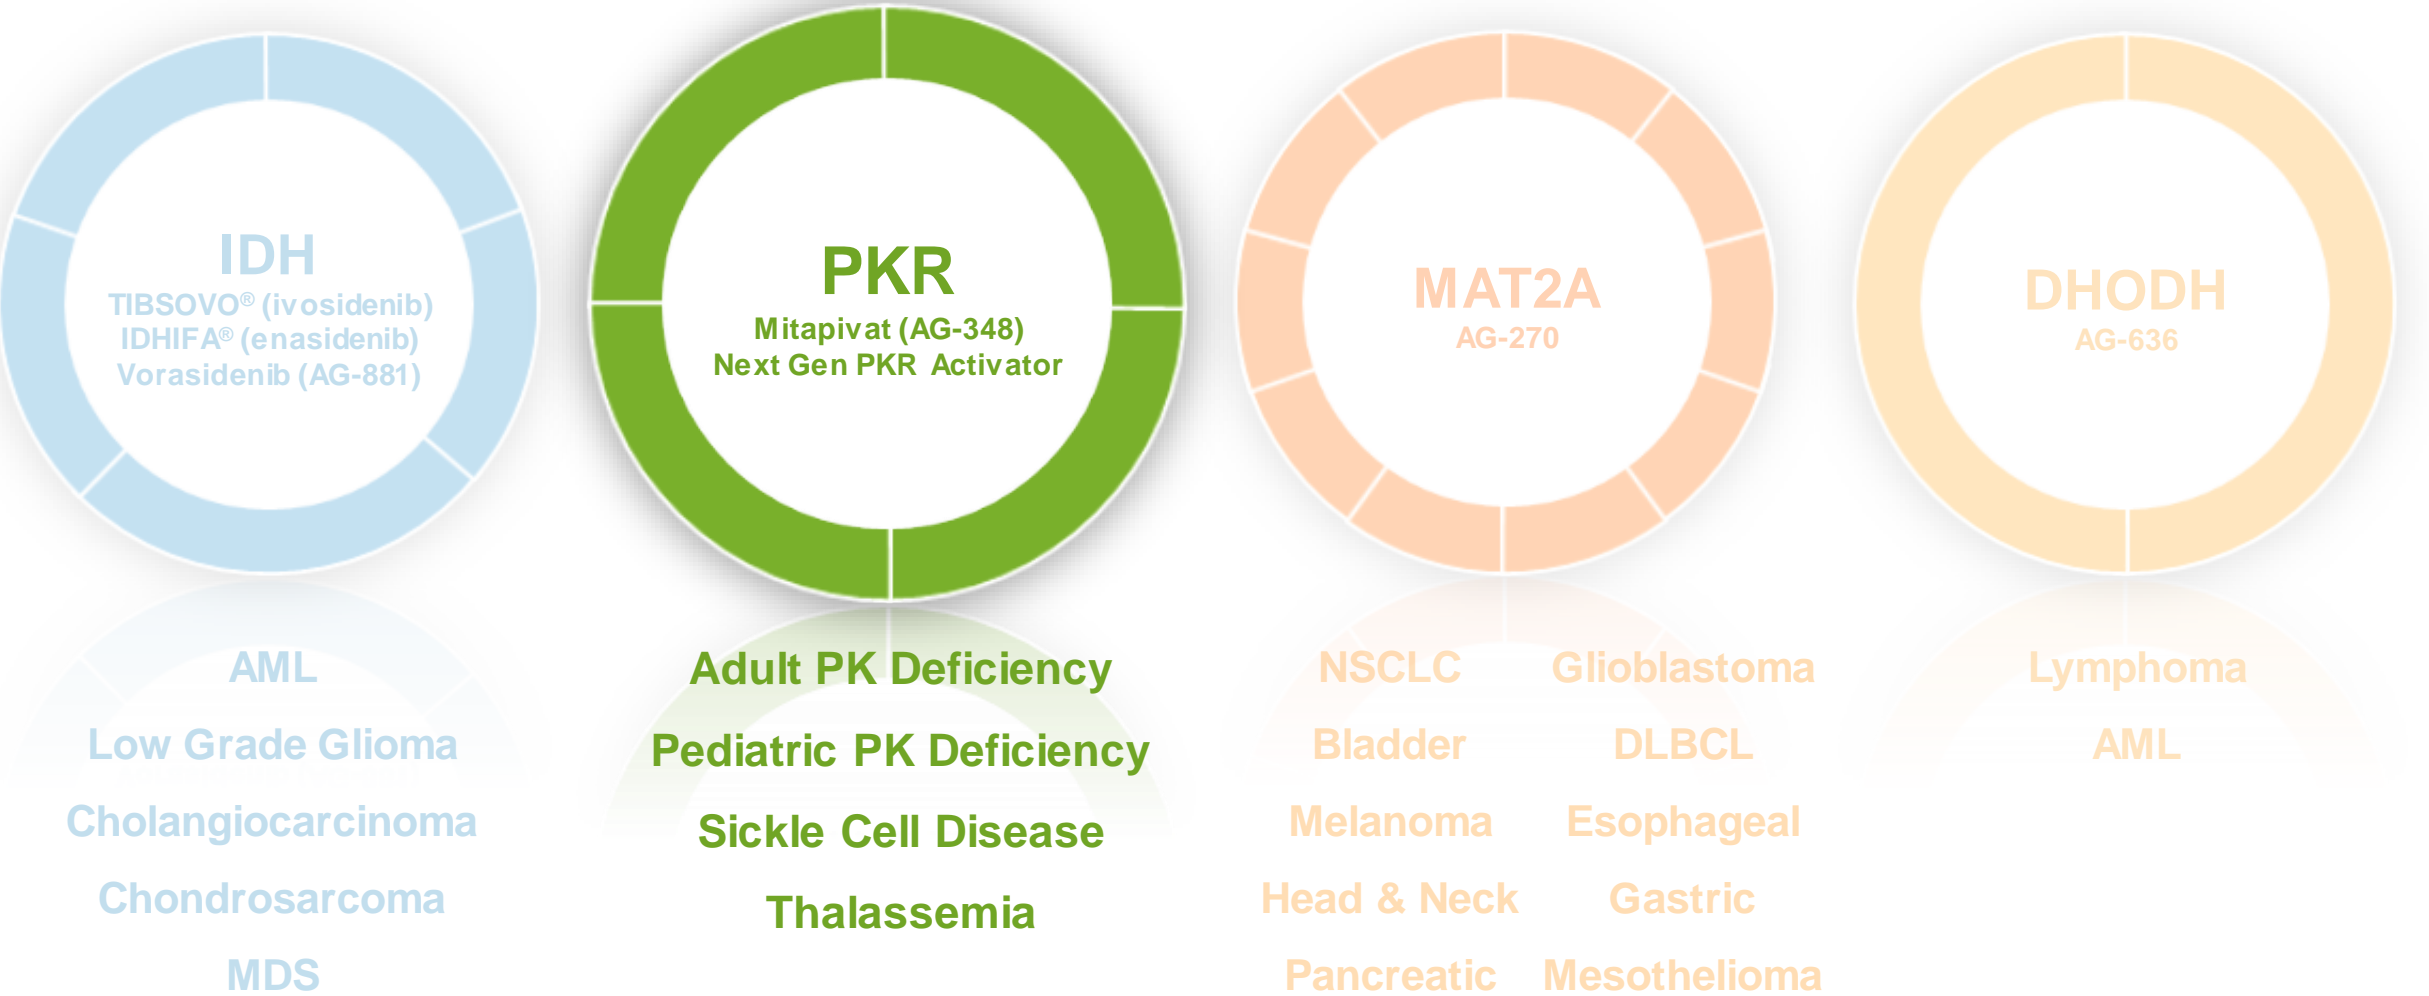 IDH
TIBSOVO® (ivosidenib)
IDHIFA® (enasidenib)
Vorasidenib (AG-881)
AML
Low Grade Glioma
Cholangiocarcinoma
Chondrosarcoma
MDS
PKR
Mitapivat (AG-348)
Next Gen PKR Activator
Adult PK Deficiency
Pediatric PK Deficiency
Sickle Cell Disease
Thalassemia
MAT2A
AG-270
NSCLC Glioblastoma
Bladder DLBCL
Melanoma Esophageal
Head & Neck Gastric
Pancreatic Mesothelioma
DHODH
AG-636
Lymphoma
AML